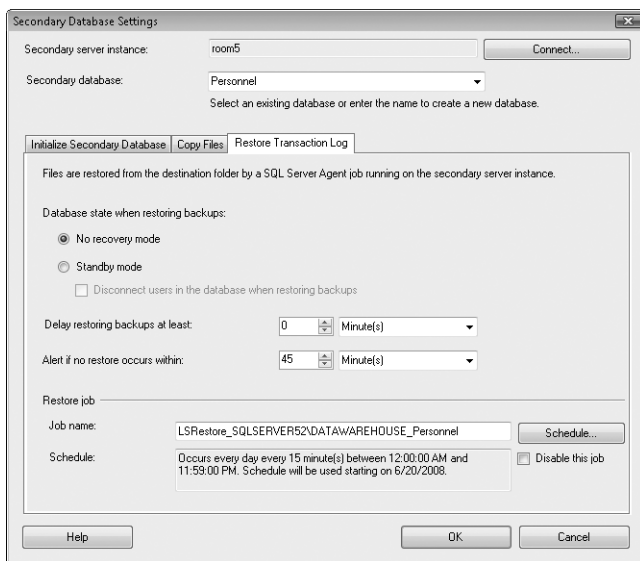 Secondary Database Settings
Secondary server instance:
room5
Connect...
Secondary database:
Personnel
Select an existing database or enter the name to create a new database.
Initialize Secondary Database
Copy Files
Restore Transaction Log
Files are restored from the destination folder by a SQL Server Agent job running on the secondary server instance.
Database state when restoring backups:
No recovery mode
Standby mode
Disconnect users in the database when restoring backups
Delay restoring backups at least:
0
Minute(s)
Alert if no restore occurs within:
45
Minute(s)
Restore job
Job name:
LSRestore_SQLSERVER52\DATAWAREHOUSE_Personnel
Schedule...
Schedule:
Occurs every day every 15 minute(s) between 12:00:00 AM and
11:59:00 PM. Schedule will be used starting on 6/20/2008.
Disable this job
Help
OK
Cancel